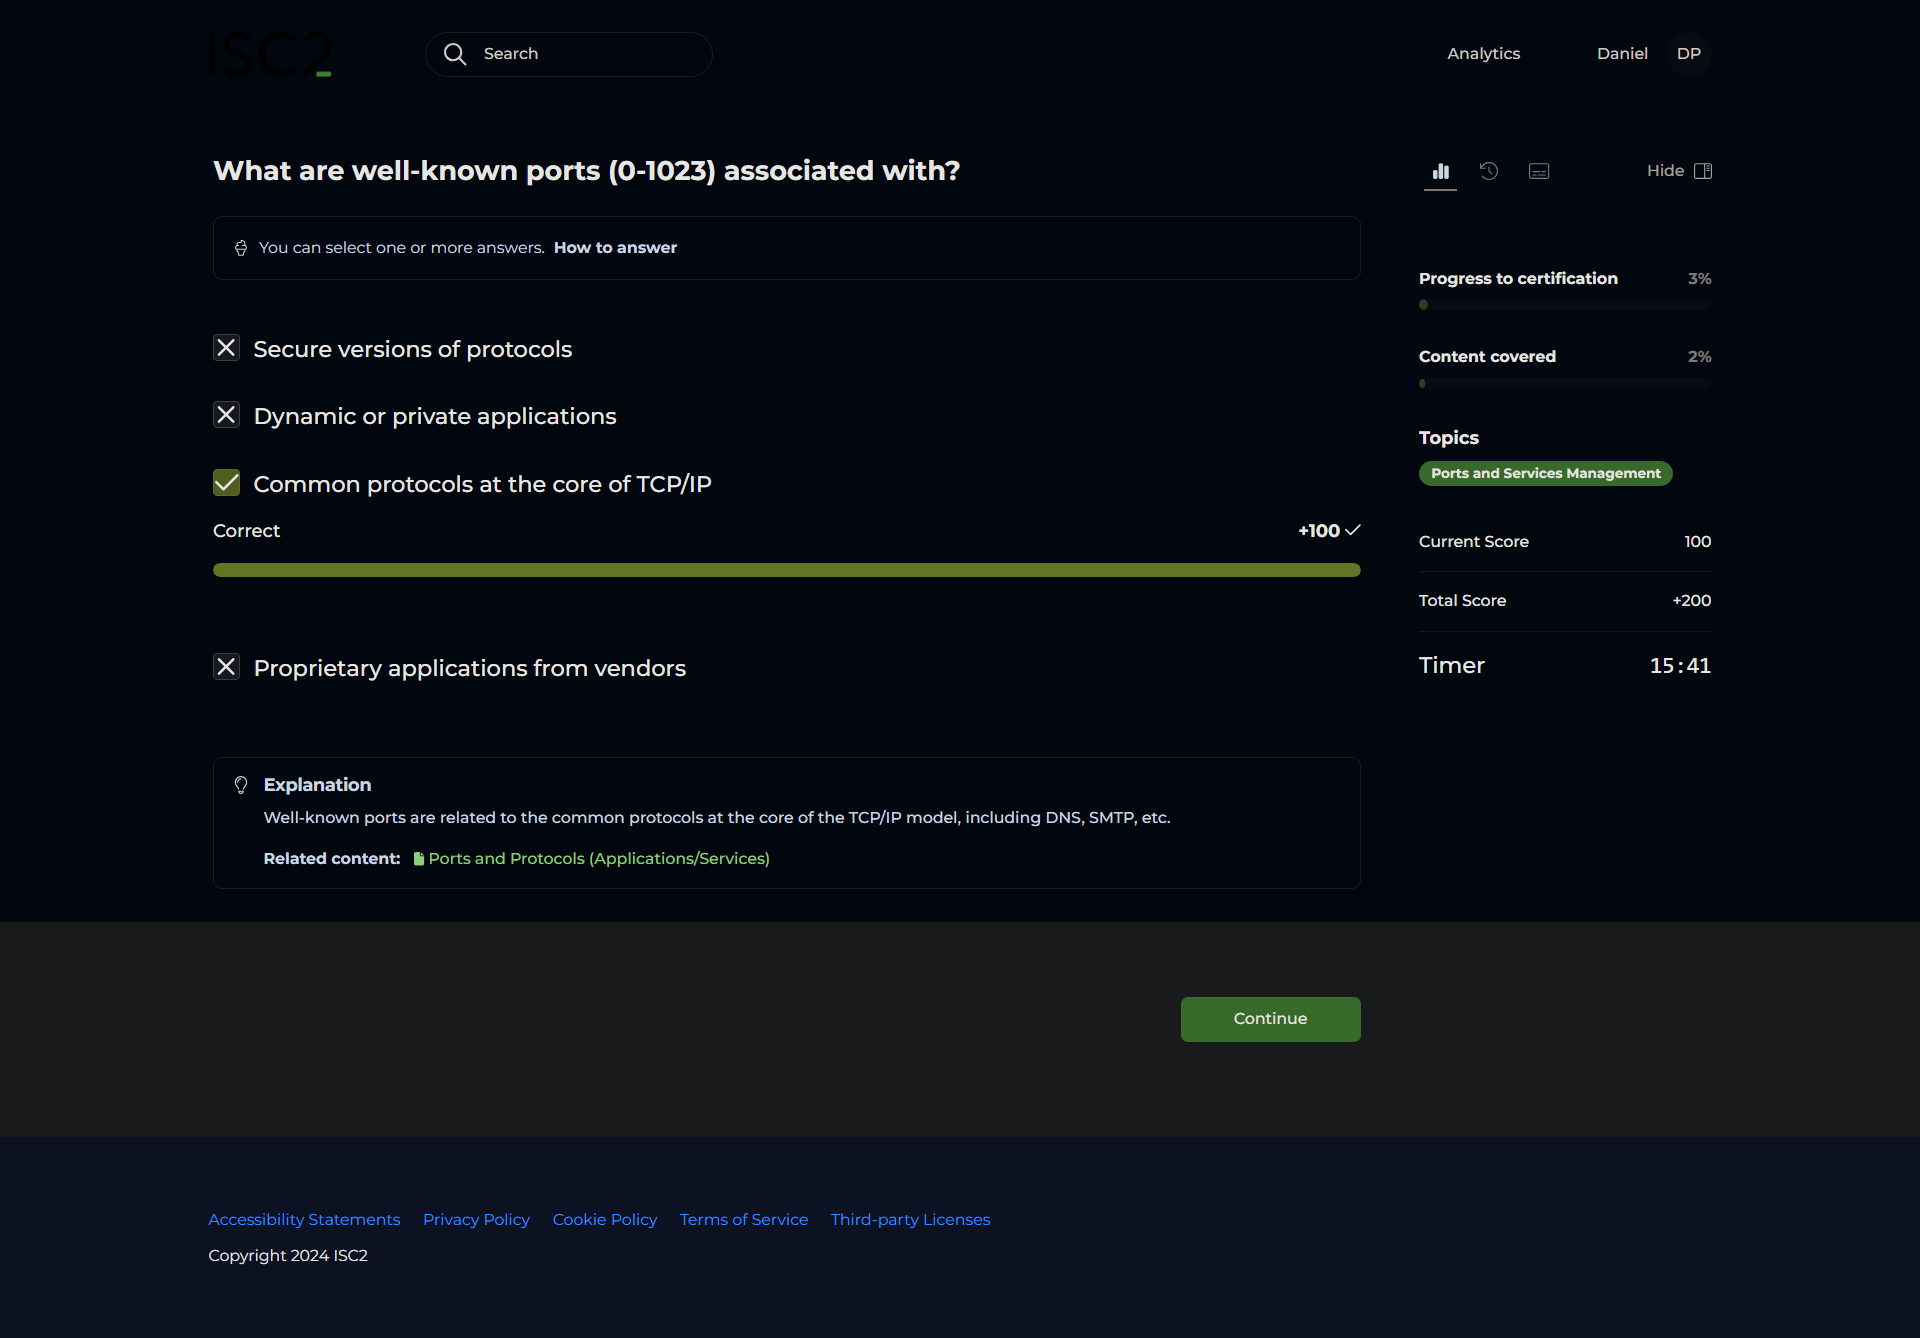 ISC2
Search
Analytics
Daniel
DP
What are well-known ports (0-1023) associated with?
Hide
You can select one or more answers. How to answer
Progress to certification 3%
Secure versions of protocols
Content covered 2%
Dynamic or private applications
Topics
Ports and Services Management
Common protocols at the core of TCP/IP
Correct +100
Current Score 100
Total Score +200
Proprietary applications from vendors
Timer 15:41
Explanation
Well-known ports are related to the common protocols at the core of the TCP/IP model, including DNS, SMTP, etc.
Related content: Ports and Protocols (Applications/Services)
Continue
Accessibility Statements Privacy Policy Cookie Policy Terms of Service Third-party Licenses
Copyright 2024 ISC2